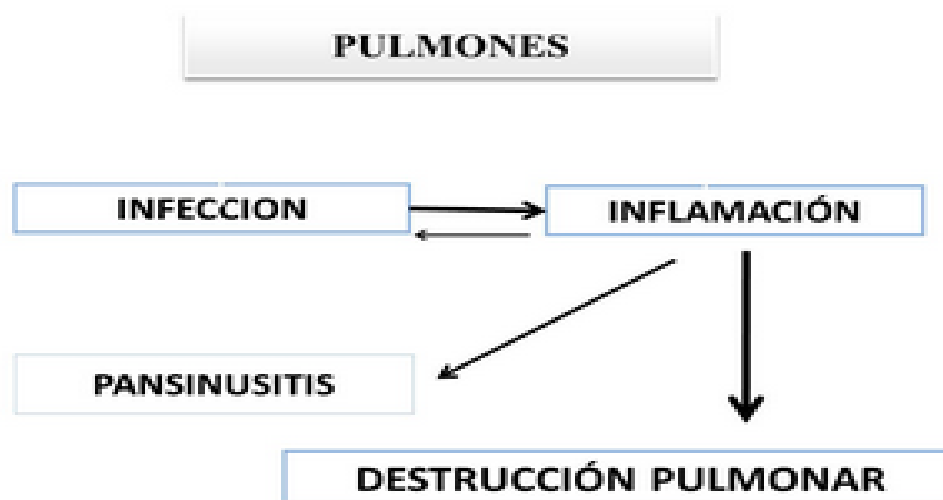 PULMONES
INFECCION
INFLAMACIÓN
PANSINUSITIS
DESTRUCCIÓN PULMONAR